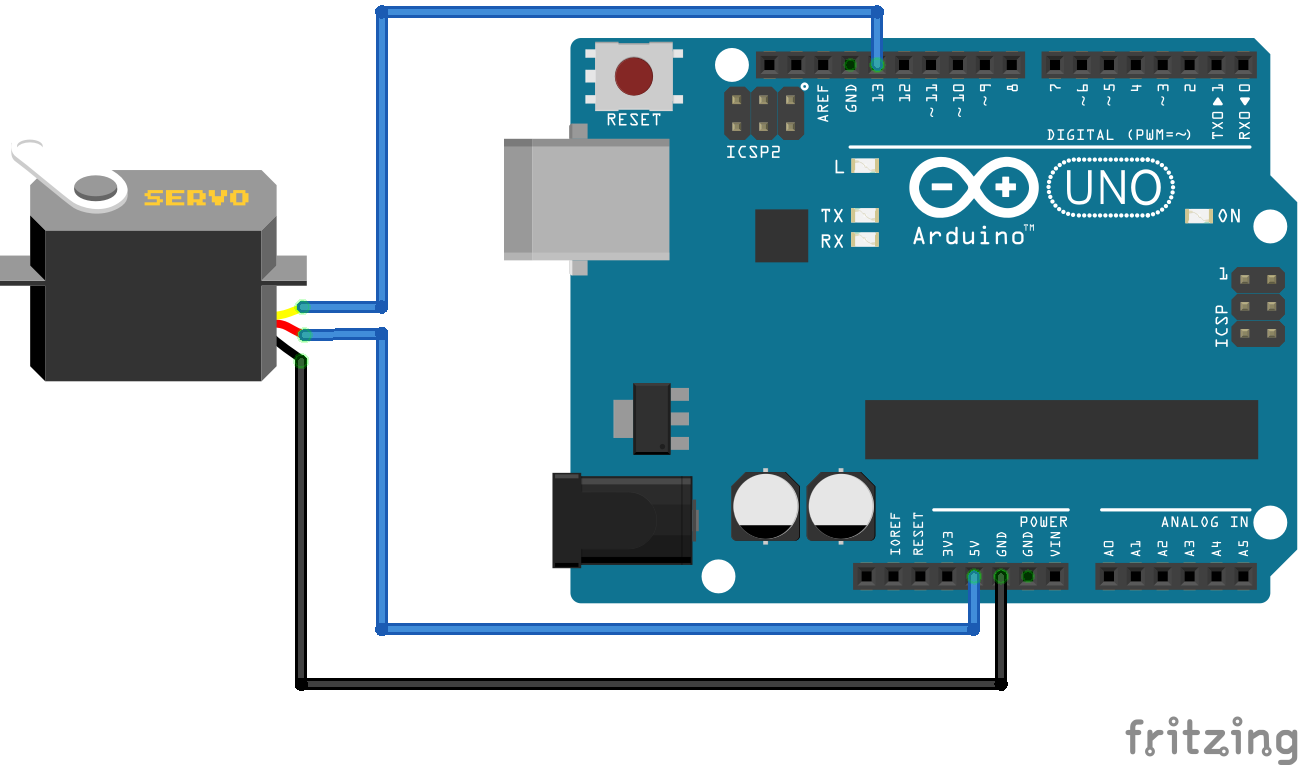 RESET
ICSP2
AREF
GND
13
12
~11
~10
~9
8
7
~6
~5
4
~3
2
TX0▶1
RX0◀0
DIGITAL (PWM=~)
L
TX
RX
Arduino™
UNO
ON
SERVO
1
ICSP
POWER
ANALOG IN
IOREF
RESET
3V3
5V
GND
GND
VIN
A0
A1
A2
A3
A4
A5
fritzing